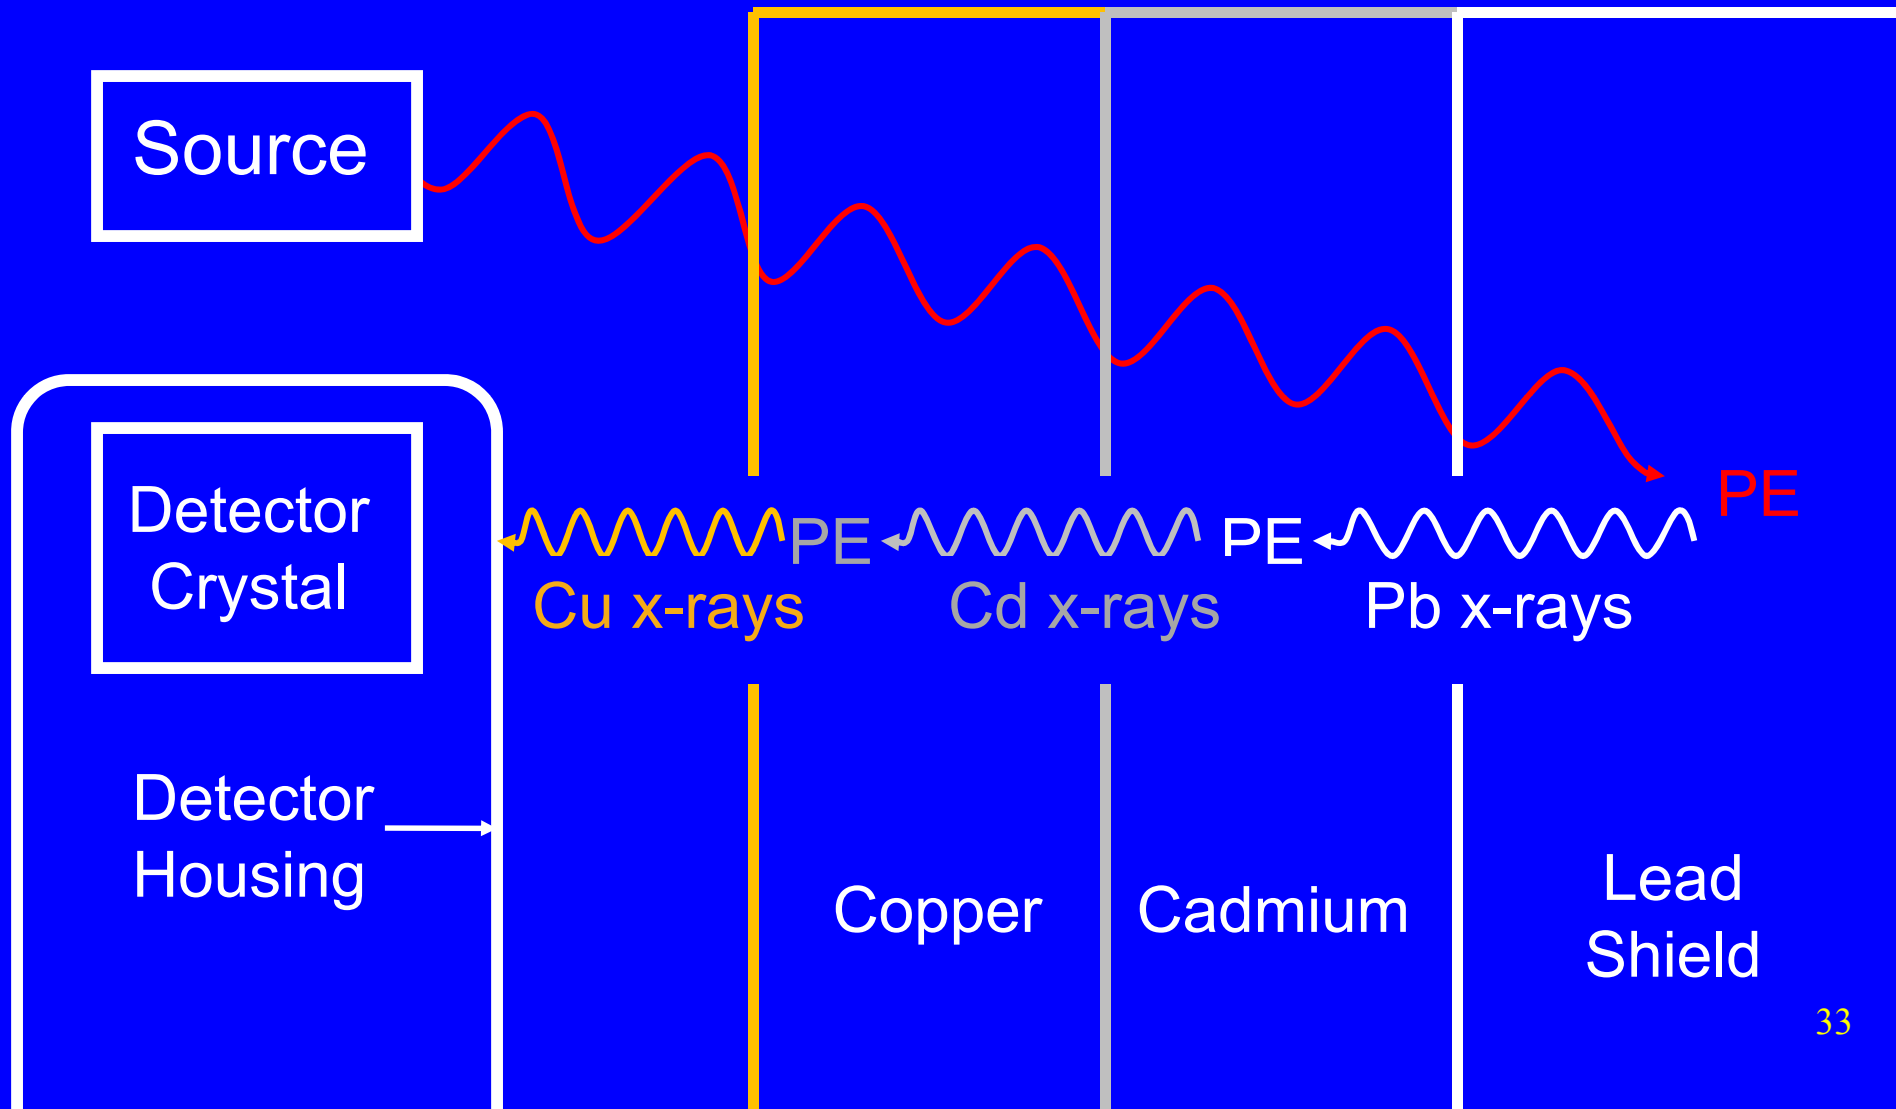 Source
PE
Detector
Crystal
PE
PE
Cu x-rays
Cd x-rays
Pb x-rays
Detector
Housing
Copper
Cadmium
Lead
Shield
33